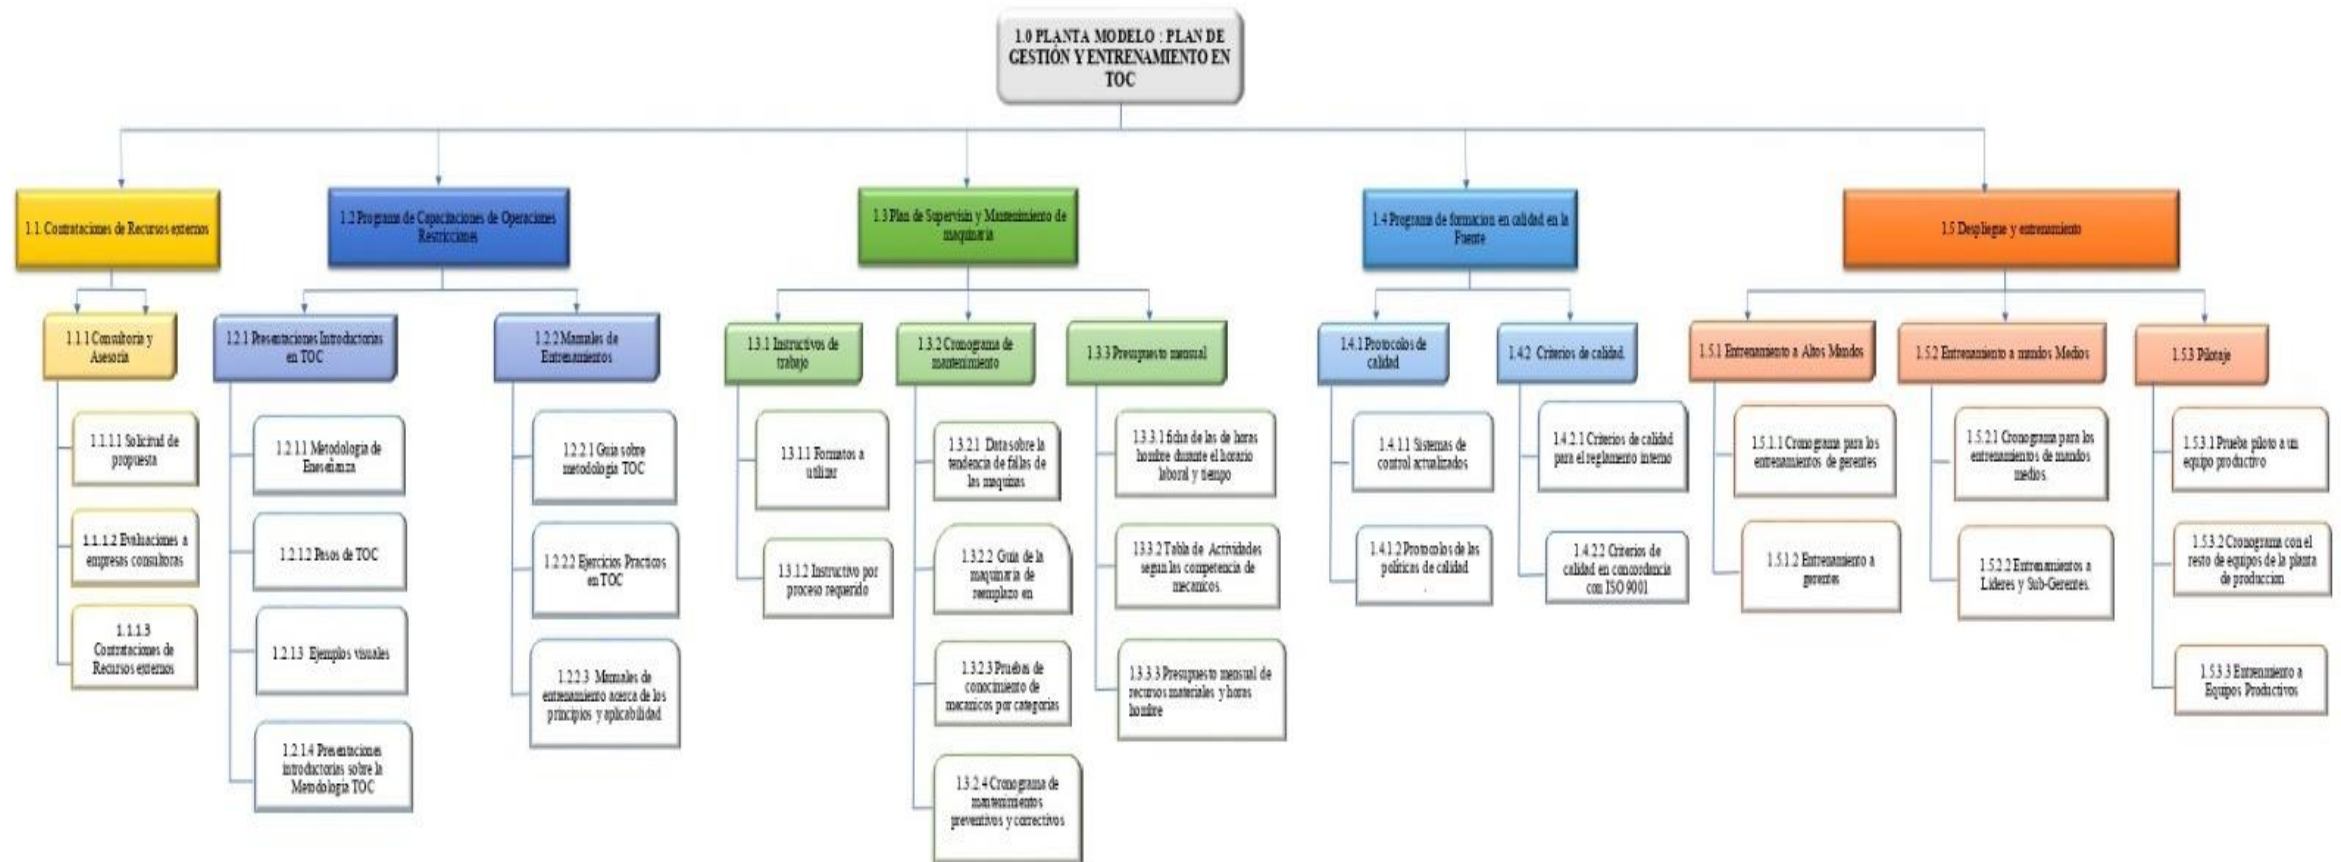 1.0 PLANTA MODELO : PLAN DE
GESTIÓN Y ENTRENAMIENTO EN
TOC
1.1. Contrataciones de Recursos externos
1.2 Programa de Capacitaciones de Operaciones
Restricciones
1.3 Plan de Supervisin y Mantenimiento de
maquinaria
1.4 Programa de formacion en calidad en la
Fuente
1.5 Despliegue y entrenamiento
1.1.1 Consultoria y
Asesoria
1.1.1.1 Solicitud de
propuesta
1.1.1.2 Evaluaciones a
empresas consultoras
1.1.1.3
Contrataciones de
Recursos externos
1.2.1 Presentaciones Introductorias
en TOC
1.2.1.1 Metodologia de
Eneseñanza
1.2.1.2 Pasos de TOC
1.2.1.3 Ejemplos visuales
1.2.1.4 Presentaciones
introductorias sobre la
Metodología TOC
1.2.2 Manuales de
Entrenamientos
1.2.2.1 Guia sobre
metodologia TOC
1.2.2.2 Ejercicios Practicos
en TOC
1.2.2.3 Manuales de
entrenamiento acerca de los
principios y aplicabilidad
1.3.1 Instructivos de
trabajo
1.3.1.1 Formatos a
utilizar
1.3.1.2 Instructivo por
proceso requerido
1.3.2 Cronograma de
mantenimiento
1.3.2.1 Data sobre la
tendencia de fallas de
las maquinas
1.3.2.2 Guia de la
maquinaria de
reemplazo en
1.3.2.3 Pruebas de
conocimiento de
mecanicos por categorias
1.3.2.4 Cronograma de
mantenimientos
preventivos y correctivos
1.3.3 Presupuesto mensual
1.3.3.1 ficha de las de horas
hombre durante el horario
laboral y tiempo
1.3.3.2 Tabla de Actividades
segun las competencia de
mecanicos.
1.3.3.3 Presupuesto mensual de
recursos materiales y horas
hombre
1.4.1 Protocolos de
calidad
1.4.1.1 Sistemas de
control actualizados
1.4.1.2 Protocolos de las
políticas de calidad
.
1.4.2 Criterios de calidad.
1.4.2.1 Criterios de calidad
para el reglamento interno
1.4.2.2 Criterios de
calidad en concordancia
con ISO 9001
1.5.1 Entrenamiento a Altos Mandos
1.5.1.1 Cronograma para los
entrenamientos de gerentes
1.5.1.2 Entrenamiento a
gerentes
1.5.2 Entrenamiento a mandos Medios
1.5.2.1 Cronograma para los
entrenamientos de mandos
medios.
1.5.2.2 Entrenamientos a
Lideres y Sub-Gerentes.
1.5.3 Pilotaje
1.5.3.1 Prueba piloto a un
equipo productivo
1.5.3.2 Cronograma con el
resto de equipos de la planta
de produccion
1.5.3.3 Entrenmiento a
Equipos Productivos